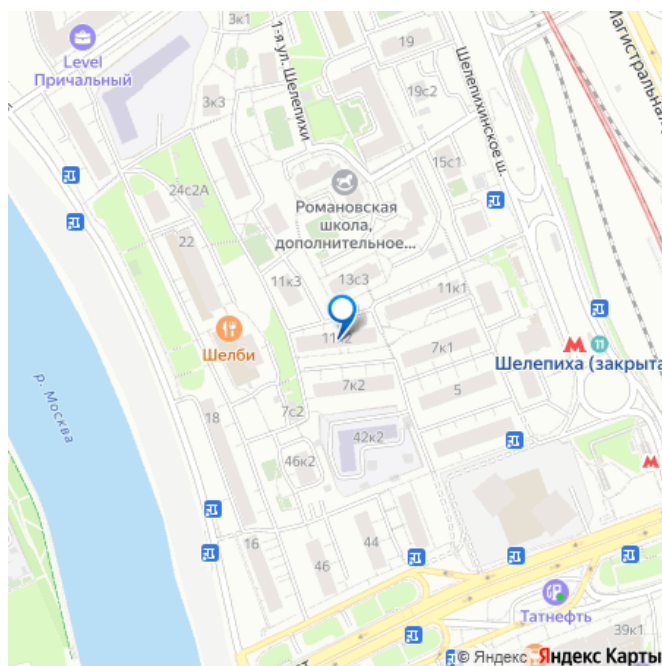 3к1
Level
Причальный
1-я ул. Шелепихи
19
Магистральная
Шелепихинское ш.
3к3
19с2
15с1
24с2А
Романовская
школа,
дополнительное...
22
11к3
13с3
11к1
Шелби
7к1
Шелепиха (закрыта
11
7к2
5
7с2
18
42к2
46к2
р. Москва
16
44
46
Татнефть
39к1
© Яндекс
Яндекс Карты